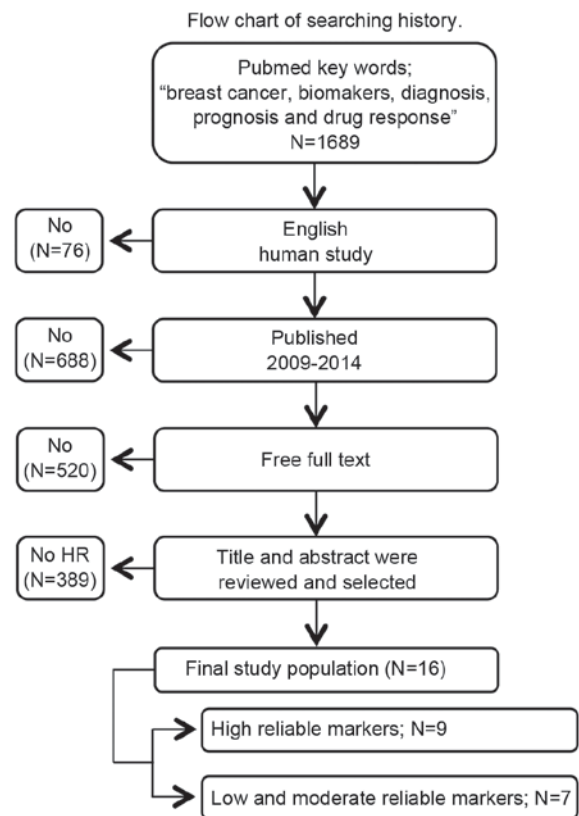 Flow chart of searching history.
Pubmed key words;
“breast cancer, biomakers, diagnosis,
prognosis and drug response”
N=1689
No
(N=76)
English
human study
No
(N=688)
Published
2009-2014
No
(N=520)
Free full text
No HR
(N=389)
Title and abstract were
reviewed and selected
Final study population (N=16)
High reliable markers; N=9
Low and moderate reliable markers; N=7